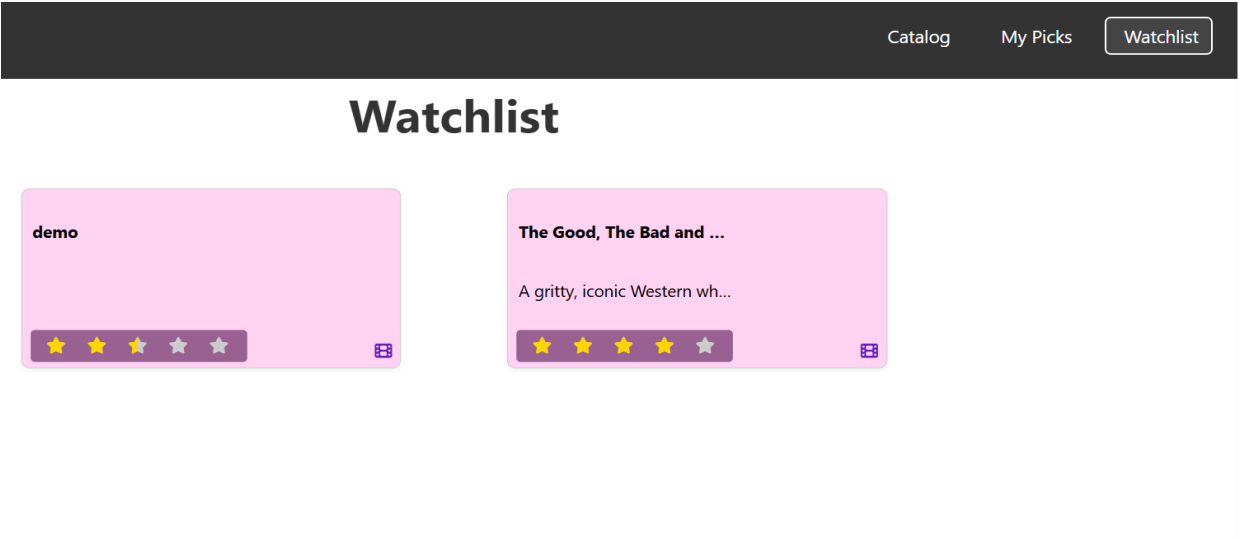 Catalog My Picks Watchlist
Watchlist
demo
The Good, The Bad and ...
A gritty, iconic Western wh...